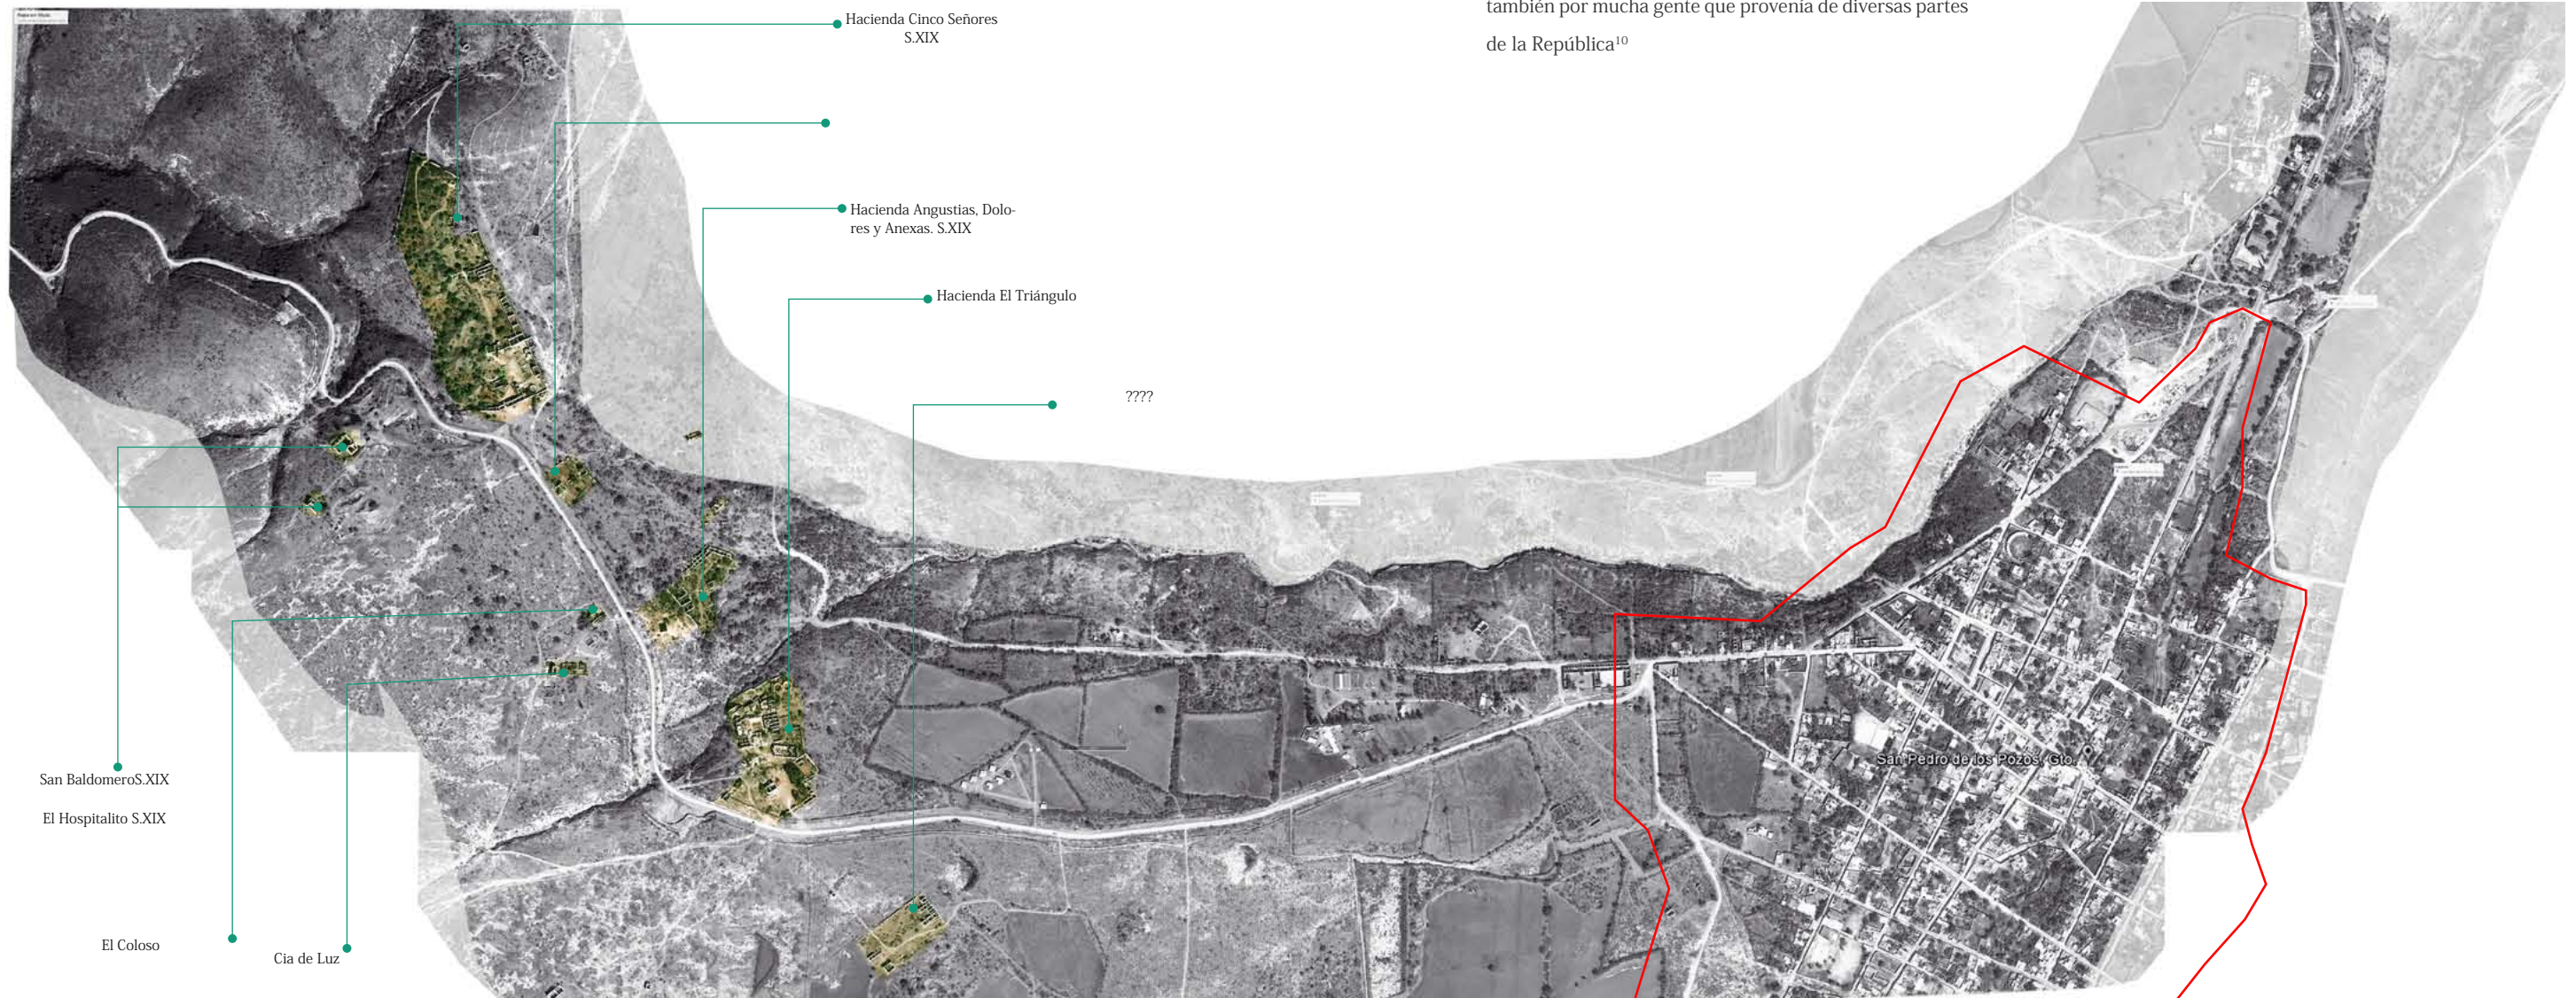 también por mucha gente que provenía de diversas partes
de la República¹⁰
Hacienda Cinco Señores
S.XIX
Hacienda Angustias, Dolo-
res y Anexas. S.XIX
Hacienda El Triángulo
????
San BaldomeroS.XIX
El Hospitalito S.XIX
El Coloso
Cia de Luz
San Pedro de los Pozos, Gto.